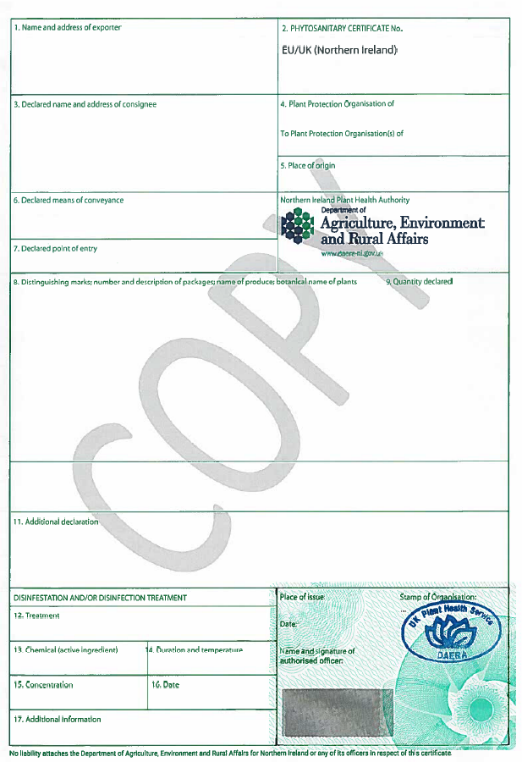 1. Name and address of exporter
2. PHYTOSANITARY CERTIFICATE No.
EU/UK (Northern Ireland)
3. Declared name and address of consignee
4. Plant Protection Organisation of
To Plant Protection Organisation(s) of
5. Place of origin
6. Declared means of conveyance
Northern Ireland Plant Health Authority
Department of
Agriculture, Environment
and Rural Affairs
www.daera-ni.gov.uk
7. Declared point of entry
8. Distinguishing marks; number and description of packages; name of produce; botanical name of plants
9. Quantity declared
COPY
11. Additional declaration
DISINFESTATION AND/OR DISINFECTION TREATMENT
Place of issue:
Stamp of Organisation:
12. Treatment
UK Plant Health Service
DAERA
Date:
13. Chemical (active ingredient)
14. Duration and temperature
Name and signature of
authorised officer:
15. Concentration
16. Date
17. Additional information
No liability attaches the Department of Agriculture, Environment and Rural Affairs for Northern Ireland or any of its officers in respect of this certificate.